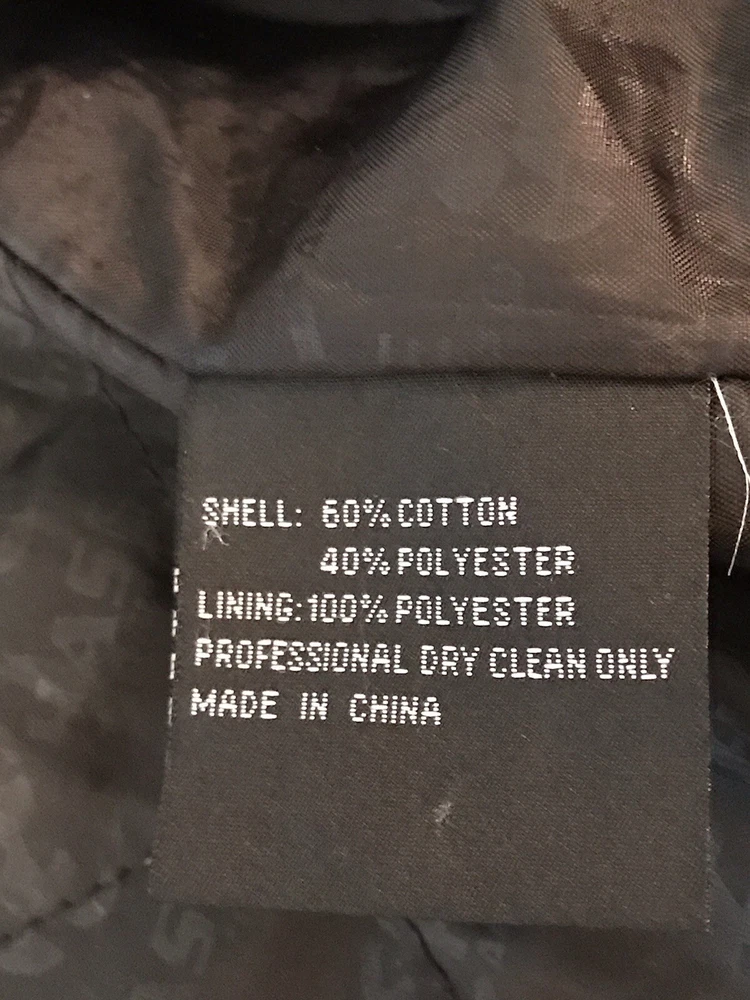 SHELL: 60% COTTON
40% POLYESTER
LINING: 100% POLYESTER
PROFESSIONAL DRY CLEAN ONLY
MADE IN CHINA